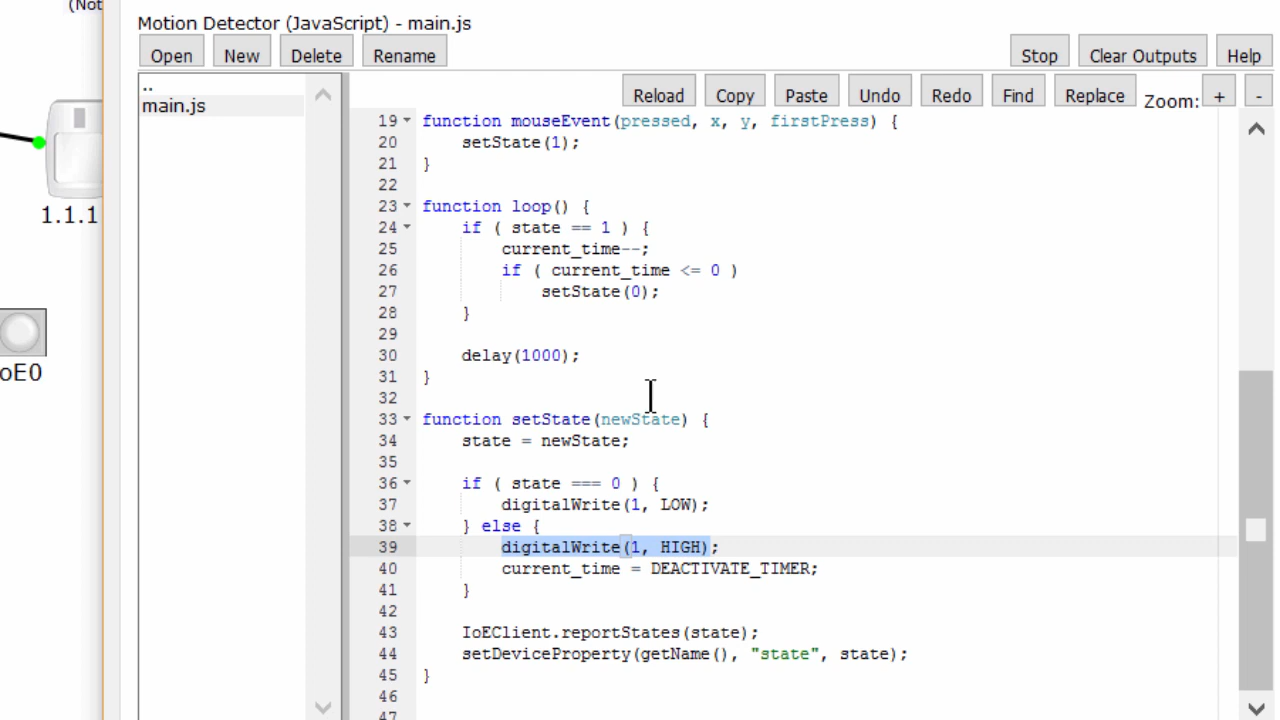 (Not
Motion Detector (JavaScript) - main.js
Open New Delete Rename Stop Clear Outputs Help
..
main.js
Reload Copy Paste Undo Redo Find Replace Zoom: + -
1.1.1
oE0
19 function mouseEvent(pressed, x, y, firstPress) {
20 setState(1);
21 }
22
23 function loop() {
24 if ( state == 1 ) {
25 current_time--;
26 if ( current_time <= 0 )
27 setState(0);
28 }
29
30 delay(1000);
31 }
32
33 function setState(newState) {
34 state = newState;
35
36 if ( state === 0 ) {
37 digitalWrite(1, LOW);
38 } else {
39 digitalWrite(1, HIGH);
40 current_time = DEACTIVATE_TIMER;
41 }
42
43 IoEClient.reportStates(state);
44 setDeviceProperty(getName(), "state", state);
45 }
46
47